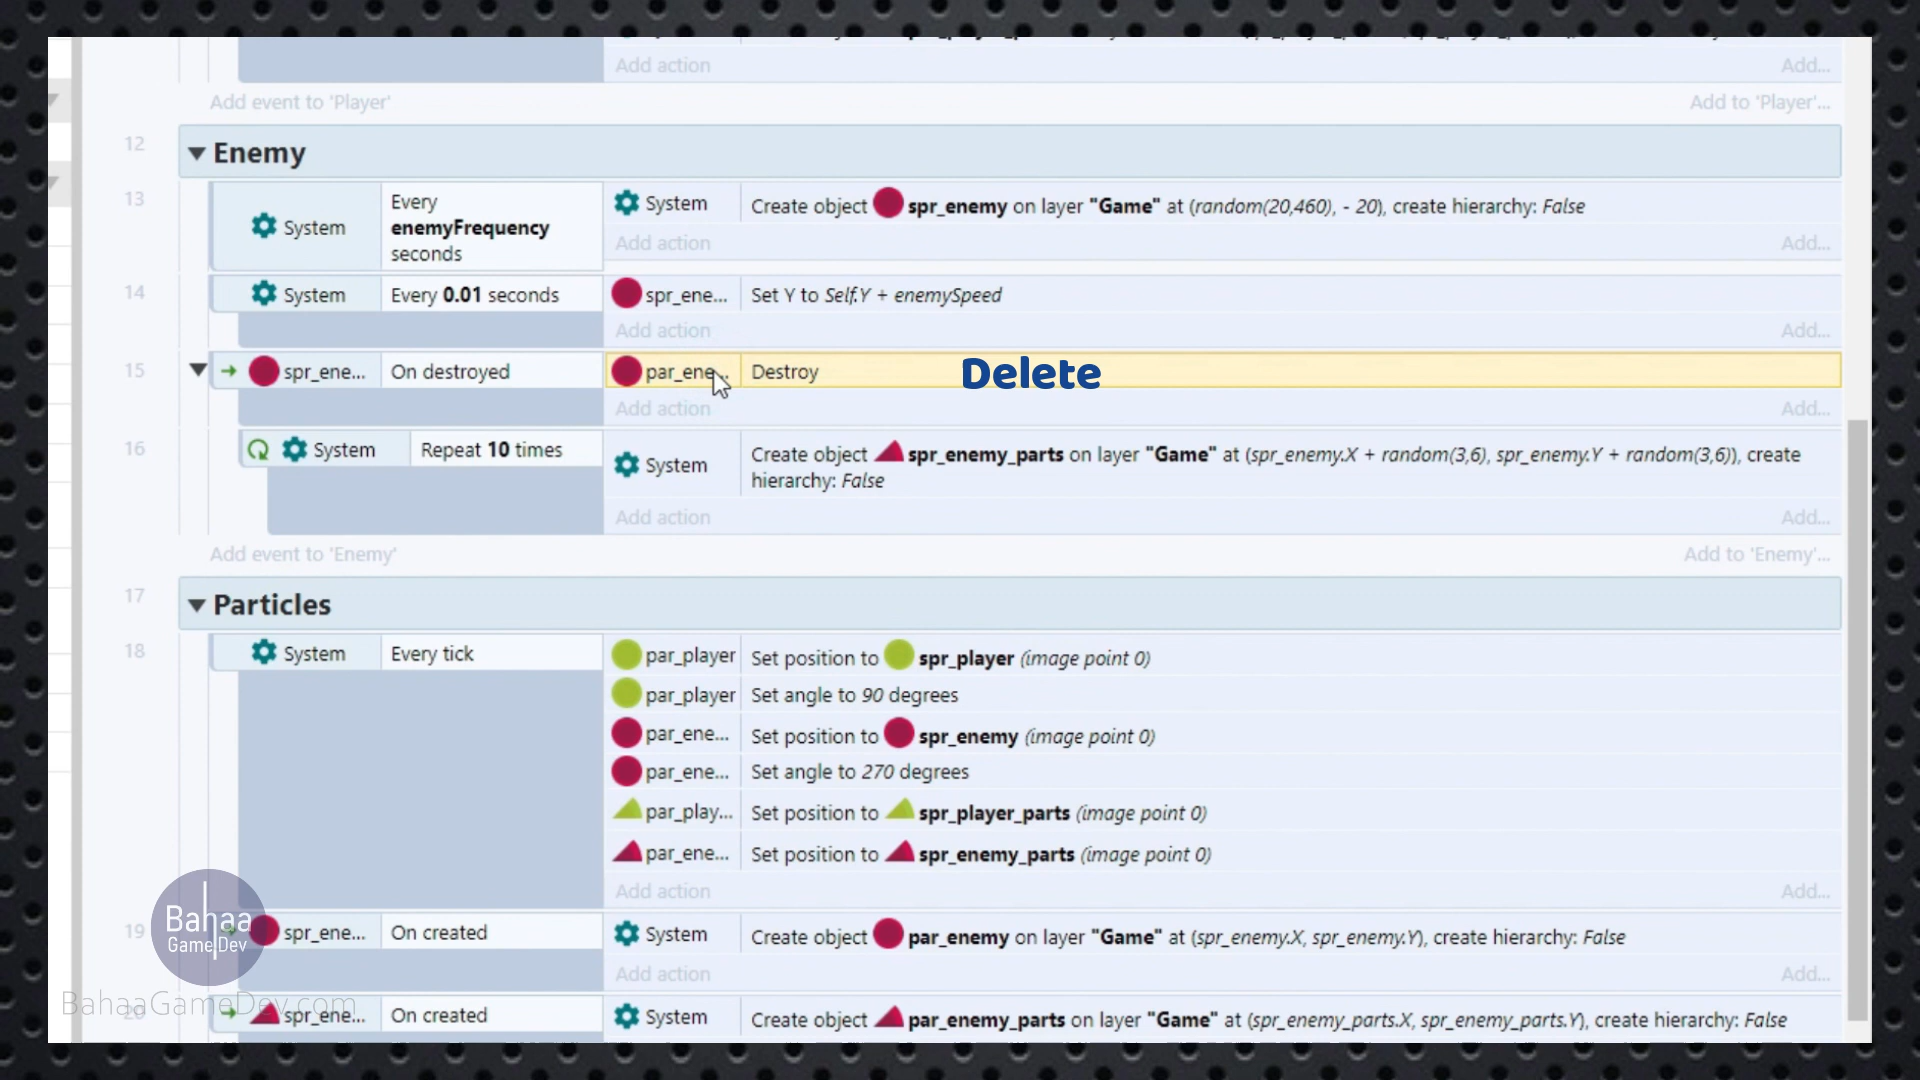 Add action Add...
Add event to 'Player' Add to 'Player'...
12 Enemy
13 System Every enemyFrequency seconds System Create object spr_enemy on layer "Game" at (random(20,460), - 20), create hierarchy: False
Add action Add...
14 System Every 0.01 seconds spr_ene... Set Y to Self.Y + enemySpeed
Add action Add...
15 spr_ene... On destroyed par_ene... Destroy Delete
Add action Add...
16 System Repeat 10 times System Create object spr_enemy_parts on layer "Game" at (spr_enemy.X + random(3,6), spr_enemy.Y + random(3,6)), create
hierarchy: False
Add action Add...
Add event to 'Enemy' Add to 'Enemy'...
17 Particles
18 System Every tick par_player Set position to spr_player (image point 0)
par_player Set angle to 90 degrees
par_ene... Set position to spr_enemy (image point 0)
par_ene... Set angle to 270 degrees
par_play... Set position to spr_player_parts (image point 0)
par_ene... Set position to spr_enemy_parts (image point 0)
Add action Add...
19 spr_ene... On created System Create object par_enemy on layer "Game" at (spr_enemy.X, spr_enemy.Y), create hierarchy: False
Add action Add...
20 spr_ene... On created System Create object par_enemy_parts on layer "Game" at (spr_enemy_parts.X, spr_enemy_parts.Y), create hierarchy: False
Bahaa
GameDev
BahaaGameDev.com